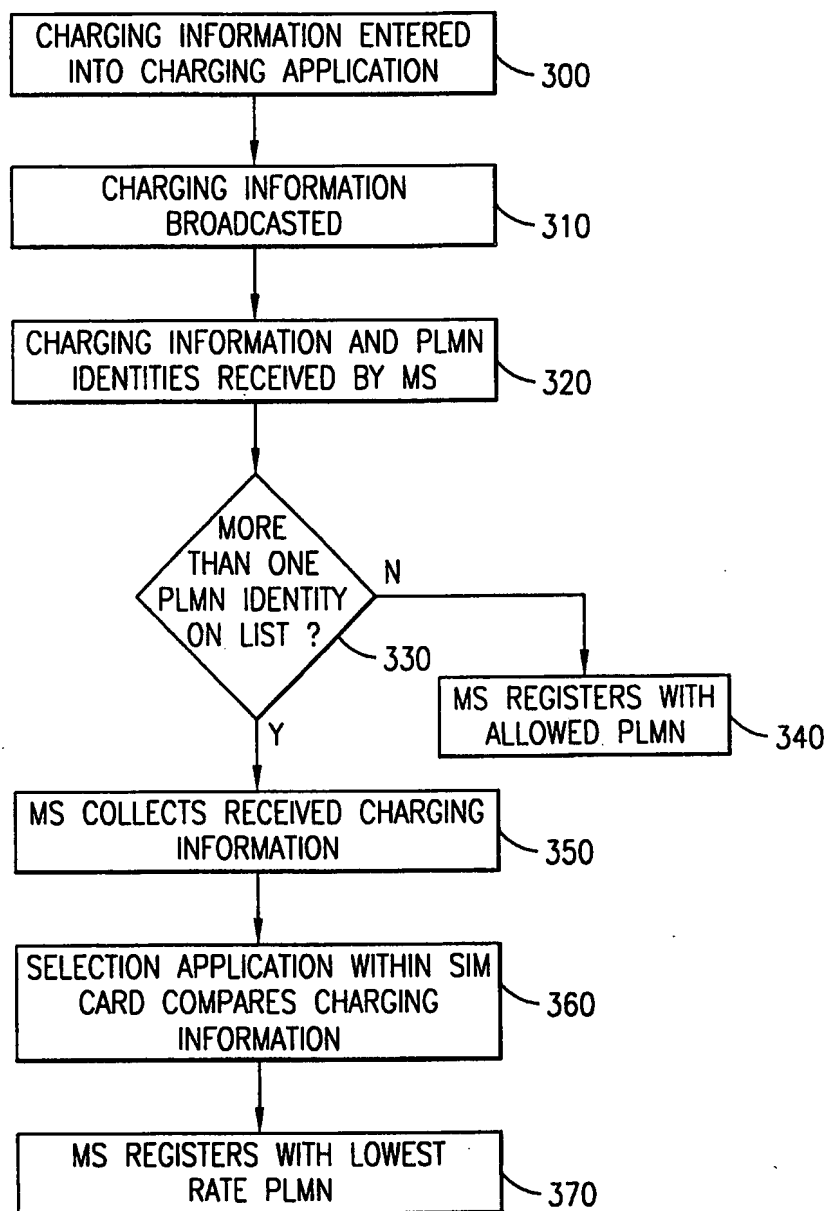 CHARGING INFORMATION ENTERED
INTO CHARGING APPLICATION
300
CHARGING INFORMATION
BROADCASTED
310
CHARGING INFORMATION AND PLMN
IDENTITIES RECEIVED BY MS
320
MORE
THAN ONE
PLMN IDENTITY
ON LIST ?
330
N
MS REGISTERS WITH
ALLOWED PLMN
340
Y
MS COLLECTS RECEIVED CHARGING
INFORMATION
350
SELECTION APPLICATION WITHIN SIM
CARD COMPARES CHARGING
INFORMATION
360
MS REGISTERS WITH LOWEST
RATE PLMN
370